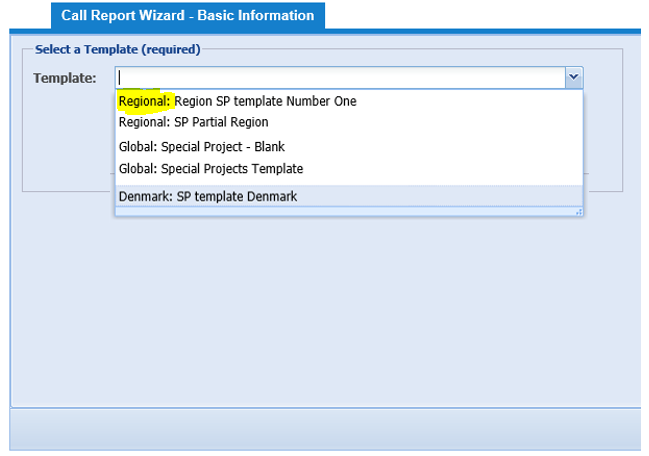 Call Report Wizard - Basic Information
Select a Template (required)
Template:
Regional: Region SP template Number One
Regional: SP Partial Region
Global: Special Project - Blank
Global: Special Projects Template
Denmark: SP template Denmark